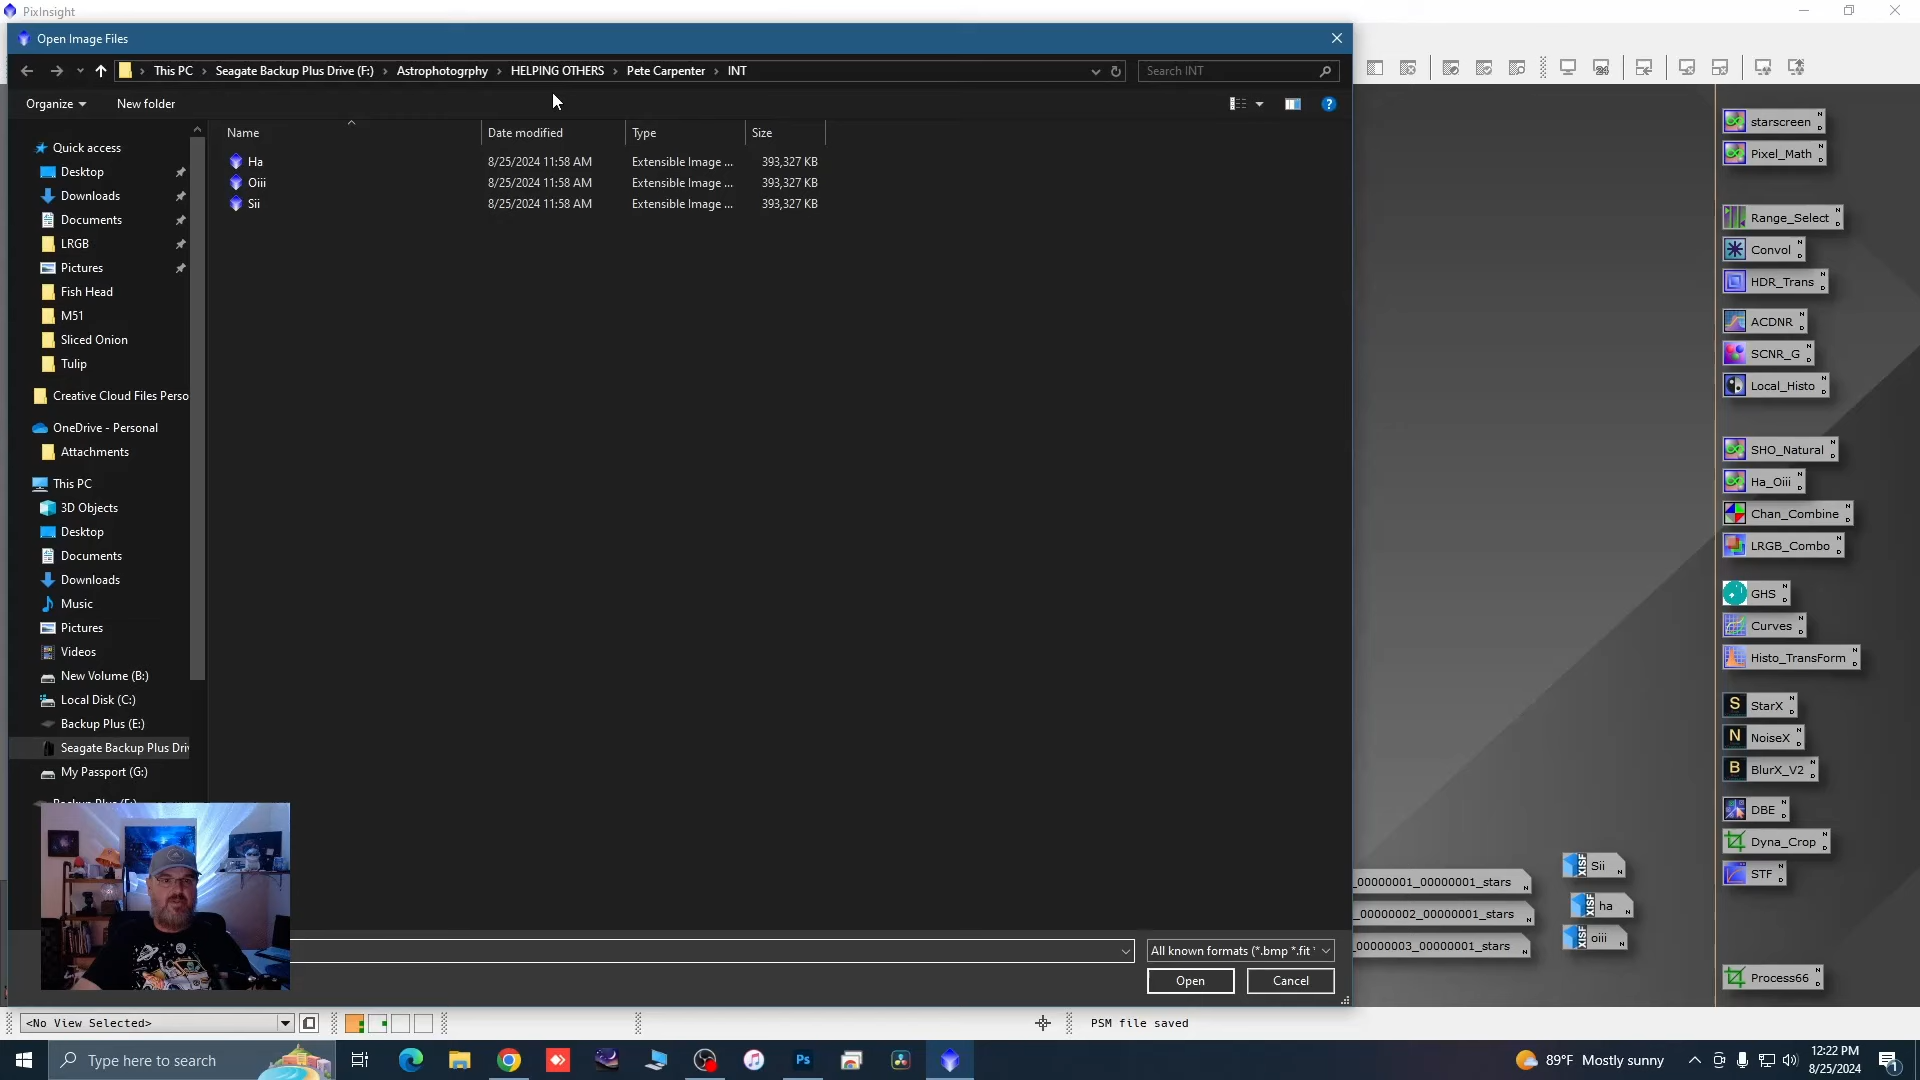 PixInsight
Open Image Files
This PC > Seagate Backup Plus Drive (F:) > Astrophotogrphy > HELPING OTHERS > Pete Carpenter > INT
Search INT
Organize
New folder
Name
Date modified
Type
Size
Ha 8/25/2024 11:58 AM Extensible Image ... 393,327 KB
Oiii 8/25/2024 11:58 AM Extensible Image ... 393,327 KB
Sii 8/25/2024 11:58 AM Extensible Image ... 393,327 KB
Quick access
Desktop
Downloads
Documents
LRGB
Pictures
Fish Head
M51
Sliced Onion
Tulip
Creative Cloud Files Perso
OneDrive - Personal
Attachments
This PC
3D Objects
Desktop
Documents
Downloads
Music
Pictures
Videos
New Volume (B:)
Local Disk (C:)
Backup Plus (E:)
Seagate Backup Plus Driv
My Passport (G:)
All known formats (*.bmp *.fit *
Open
Cancel
starscreen
Pixel_Math
Range_Select
Convol
HDR_Trans
ACDNR
SCNR_G
Local_Histo
SHO_Natural
Ha_Oiii
Chan_Combine
LRGB_Combo
GHS
Curves
Histo_TransForm
StarX
NoiseX
BlurX_V2
DBE
Dyna_Crop
STF
Process66
_00000001_00000001_stars
_00000002_00000001_stars
_00000003_00000001_stars
XISF Sii
XISF ha
XISF oiii
<No View Selected>
PSM file saved
Type here to search
89°F Mostly sunny
12:22 PM
8/25/2024